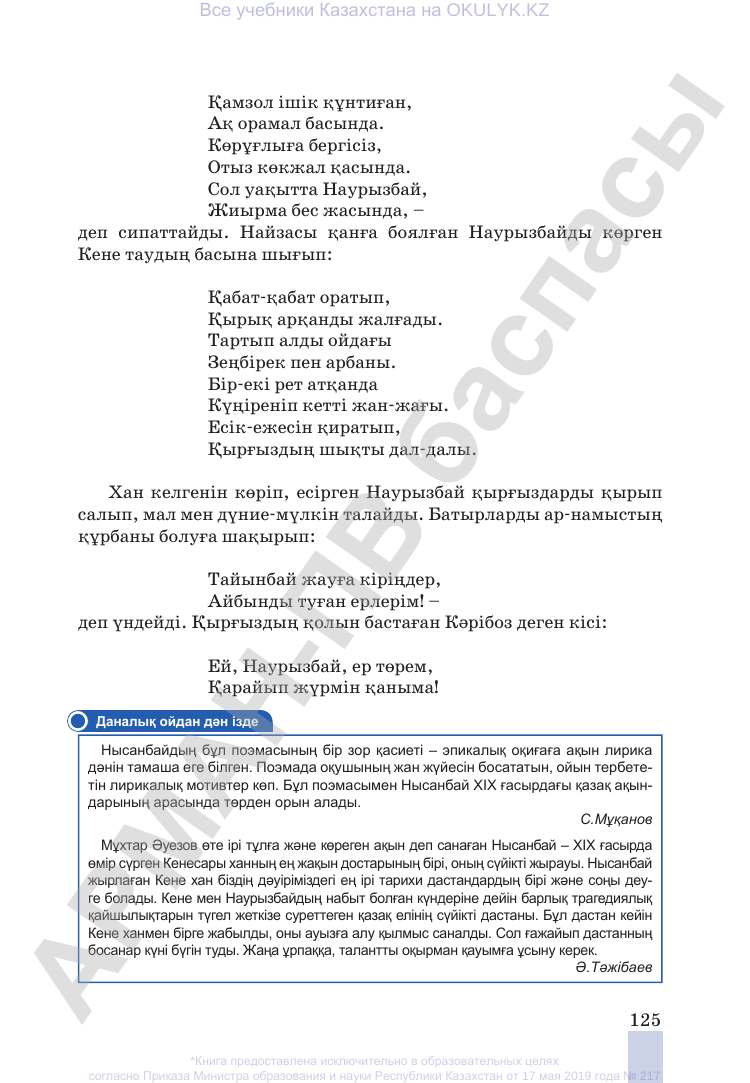 Все учебники Казахстана на OKULYK.KZ
Қамзол ішік құнтиған,
Ақ орамал басында.
Көрұғлыға бергісіз,
Отыз көкжал қасында.
Сол уақытта Наурызбай,
Жиырма бес жасында, –
деп сипаттайды. Найзасы қанға боялған Наурызбайды көрген
Кене таудың басына шығып:
Қабат-қабат оратып,
Қырық арқанды жалғады.
Тартып алды ойдағы
Зеңбірек пен арбаны.
Бір-екі рет атқанда
Күңіреніп кетті жан-жағы.
Есік-ежесін қиратып,
Қырғыздың шықты дал-далы.
Хан келгенін көріп, есірген Наурызбай қырғыздарды қырып
салып, мал мен дүние-мүлкін талайды. Батырларды ар-намыстың
құрбаны болуға шақырып:
Тайынбай жауға кіріңдер,
Айбынды туған ерлерім! –
деп үндейді. Қырғыздың қолын бастаған Кәрібоз деген кісі:
Ей, Наурызбай, ер төрем,
Қарайып жүрмін қаныма!
Даналық ойдан дән ізде
Нысанбайдың бұл поэмасының бір зор қасиеті – эпикалық оқиғаға ақын лирика
дәнін тамаша еге білген. Поэмада оқушының жан жүйесін босататын, ойын тербете-
тін лирикалық мотивтер көп. Бұл поэмасымен Нысанбай XIX ғасырдағы қазақ ақын-
дарының арасында төрден орын алады.
С.Мұқанов
Мұхтар Әуезов өте ірі тұлға және көреген ақын деп санаған Нысанбай – XIX ғасырда
өмір сүрген Кенесары ханның ең жақын достарының бірі, оның сүйікті жырауы. Нысанбай
жырлаған Кене хан біздің дәуіріміздегі ең ірі тарихи дастандардың бірі және соңы деу-
ге болады. Кене мен Наурызбайдың набыт болған күндеріне дейін барлық трагедиялық
қайшылықтарын түгел жеткізе суреттеген қазақ елінің сүйікті дастаны. Бұл дастан кейін
Кене ханмен бірге жабылды, оны ауызға алу қылмыс саналды. Сол ғажайып дастанның
босанар күні бүгін туды. Жаңа ұрпаққа, талантты оқырман қауымға ұсыну керек.
Ә.Тәжібаев
125
АРМАН-ПВ баспасы
*Книга предоставлена исключительно в образовательных целях
согласно Приказа Министра образования и науки Республики Казахстан от 17 мая 2019 года № 217